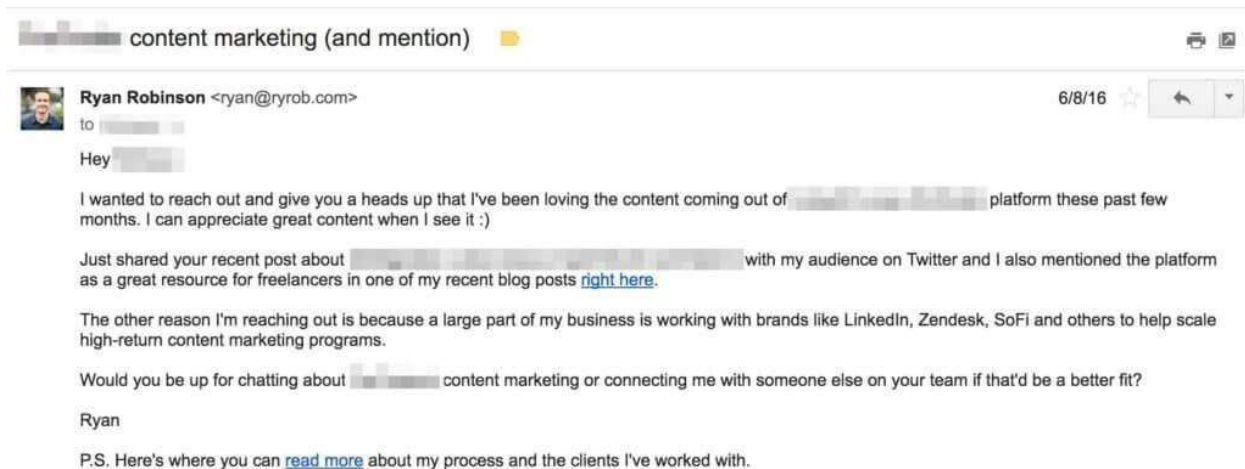 content marketing (and mention)
Ryan Robinson <ryan@ryrob.com>
6/8/16
to
Hey
I wanted to reach out and give you a heads up that I've been loving the content coming out of platform these past few
months. I can appreciate great content when I see it :)
Just shared your recent post about with my audience on Twitter and I also mentioned the platform
as a great resource for freelancers in one of my recent blog posts right here.
The other reason I'm reaching out is because a large part of my business is working with brands like LinkedIn, Zendesk, SoFi and others to help scale
high-return content marketing programs.
Would you be up for chatting about content marketing or connecting me with someone else on your team if that'd be a better fit?
Ryan
P.S. Here's where you can read more about my process and the clients I've worked with.